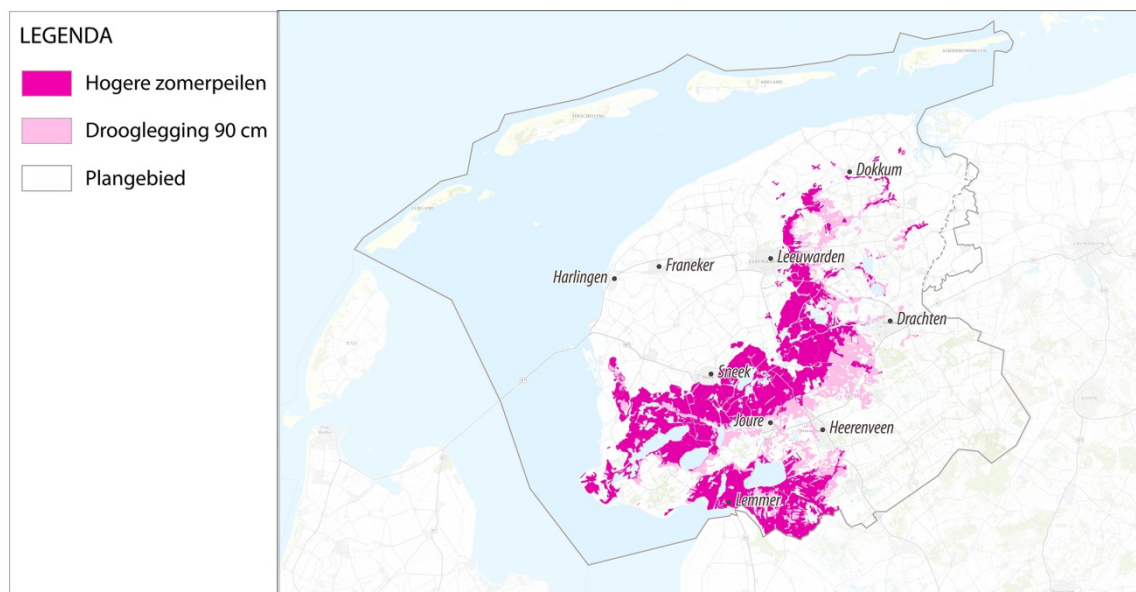 LEGENDA
Hogere zomerpeilen
Drooglegging 90 cm
Plangebied
Dokkum
Leeuwarden
Franeker
Harlingen
Drachten
Sneek
Joure
Heerenveen
Lemmer